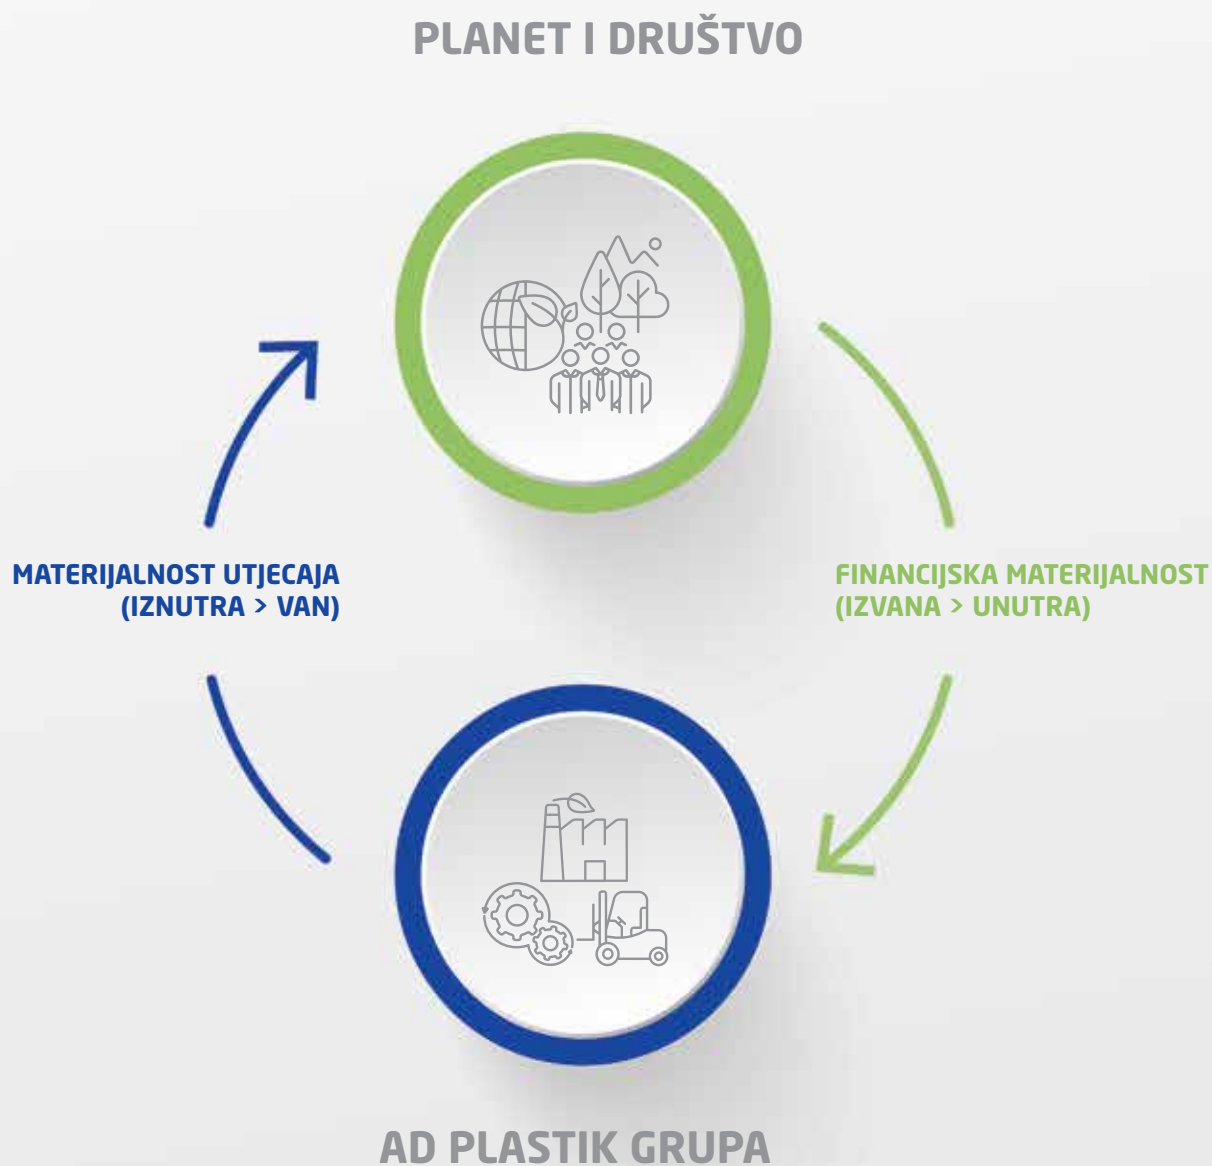 PLANET I DRUŠTVO
MATERIJALNOST UTJECAJA
(IZNUTRA > VAN)
FINANCIJSKA MATERIJALNOST
(IZVANA > UNUTRA)
AD PLASTIK GRUPA